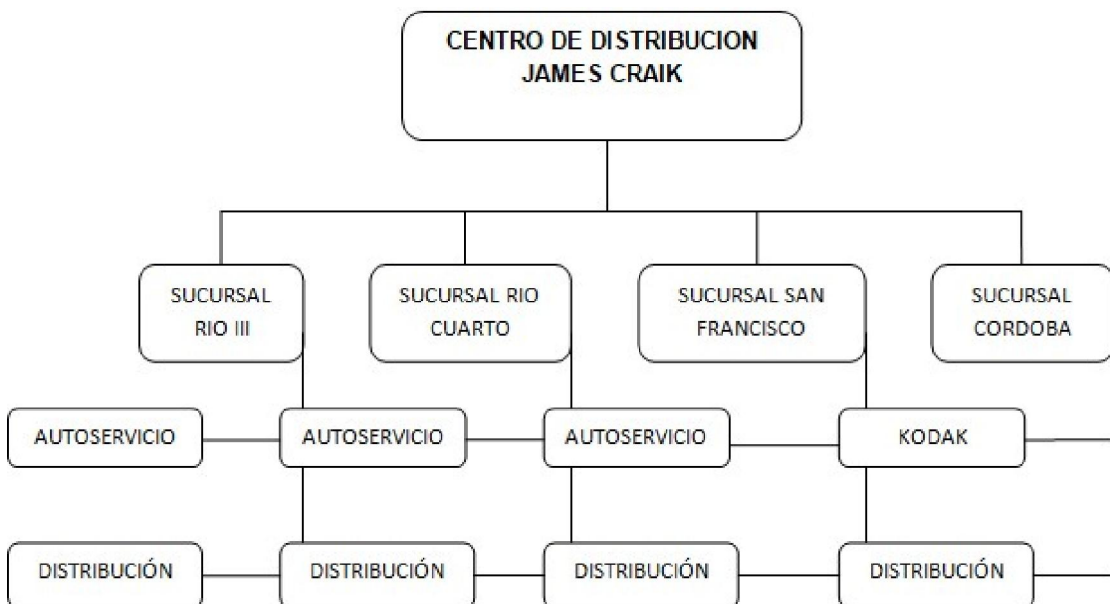 CENTRO DE DISTRIBUCION
JAMES CRAIK
SUCURSAL
RIO III
SUCURSAL RIO
CUARTO
SUCURSAL SAN
FRANCISCO
SUCURSAL
CORDOBA
AUTOSERVICIO
AUTOSERVICIO
AUTOSERVICIO
KODAK
DISTRIBUCIÓN
DISTRIBUCIÓN
DISTRIBUCIÓN
DISTRIBUCIÓN